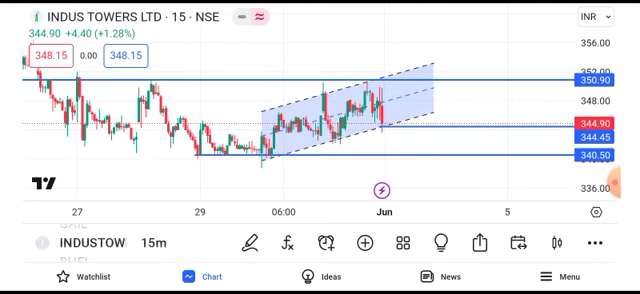 INDUS TOWERS LTD · 15 · NSE
INR
344.90 +4.40 (+1.28%)
348.15 0.00 348.15
356.00
352.00
350.90
348.00
344.90
344.45
340.50
336.00
27 29 06:00 Jun 5
GAIL
INDUSTOW 15m
Watchlist Chart Ideas News Menu